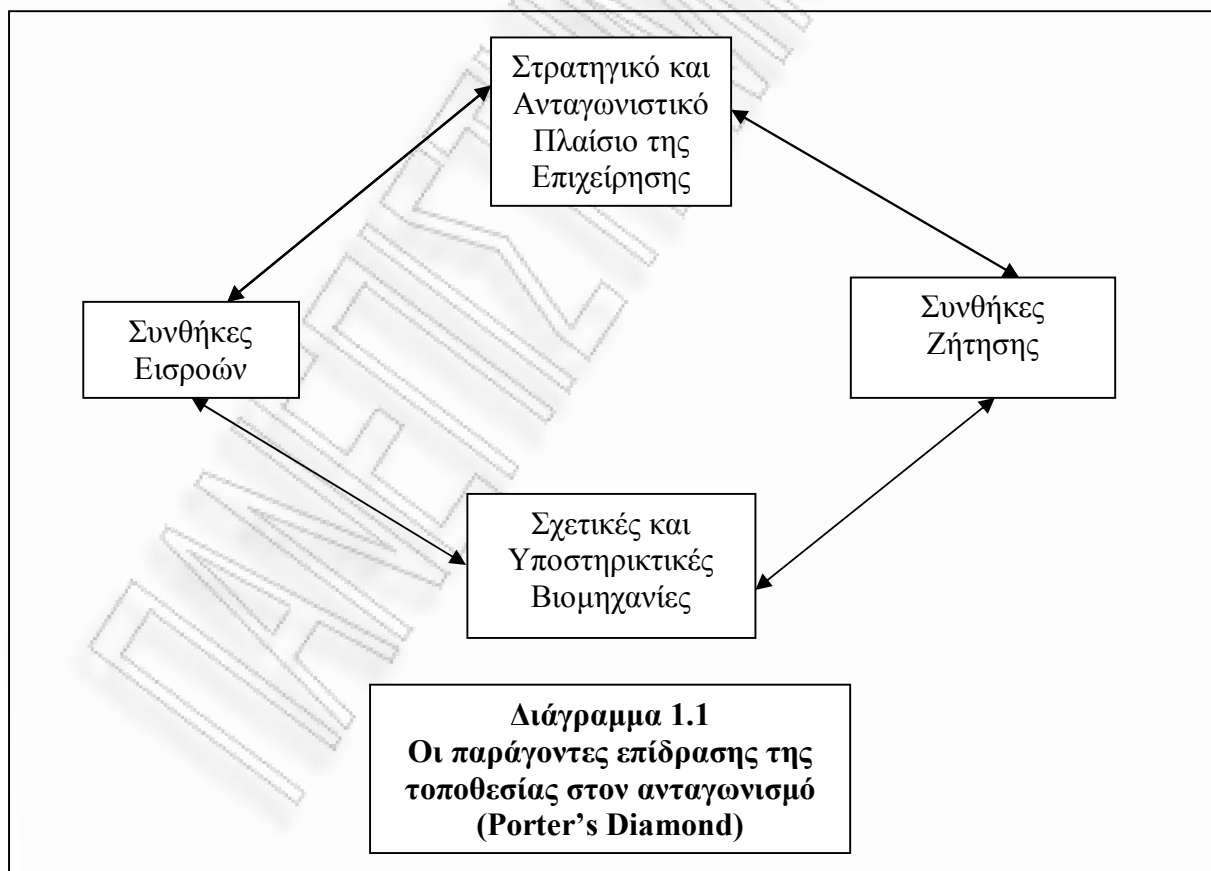 Στρατηγικό και
Ανταγωνιστικό
Πλαίσιο της
Επιχείρησης
Συνθήκες
Εισροών
Συνθήκες
Ζήτησης
Σχετικές και
Υποστηρικτικές
Βιομηχανίες
Διάγραμμα 1.1
Οι παράγοντες επίδρασης της
τοποθεσίας στον ανταγωνισμό
(Porter’s Diamond)